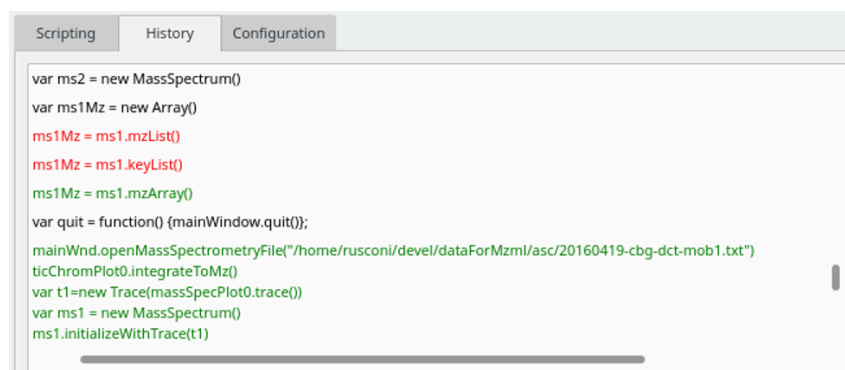 Scripting History Configuration
var ms2 = new MassSpectrum()
var ms1Mz = new Array()
ms1Mz = ms1.mzList()
ms1Mz = ms1.keyList()
ms1Mz = ms1.mzArray()
var quit = function() {mainWindow.quit()};
mainWnd.openMassSpectrometryFile("/home/rusconi/devel/dataForMzml/asc/20160419-cbg-dct-mob1.txt")
ticChromPlot0.integrateToMz()
var t1=new Trace(massSpecPlot0.trace())
var ms1 = new MassSpectrum()
ms1.initializeWithTrace(t1)